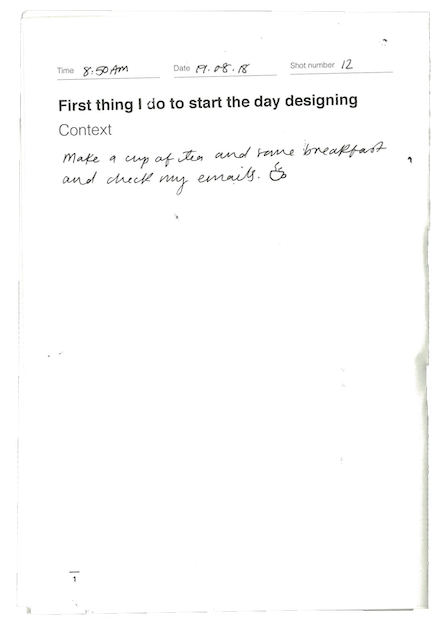 Time 8:50AM Date 19.08.18 Shot number 12
First thing I do to start the day designing
Context
Make a cup of tea and some breakfast
and check my emails.
1